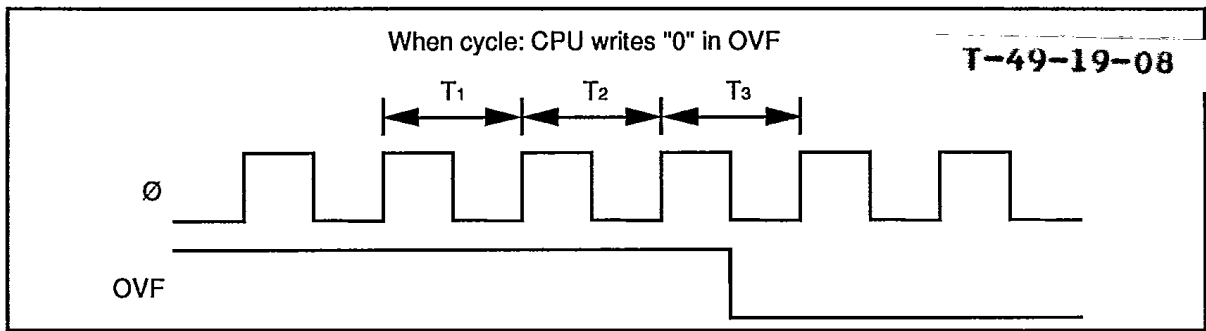 When cycle: CPU writes "0" in OVF
T-49-19-08
T1 T2 T3
Ø
OVF